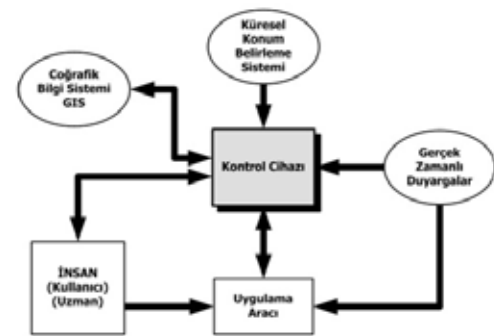 Küresel
Konum
Belirleme
Sistemi
Coğrafik
Bilgi Sistemi
GIS
Kontrol Cihazı
Gerçek
Zamanlı
Duyargalar
İNSAN
(Kullanıcı)
(Uzman)
Uygulama
Aracı